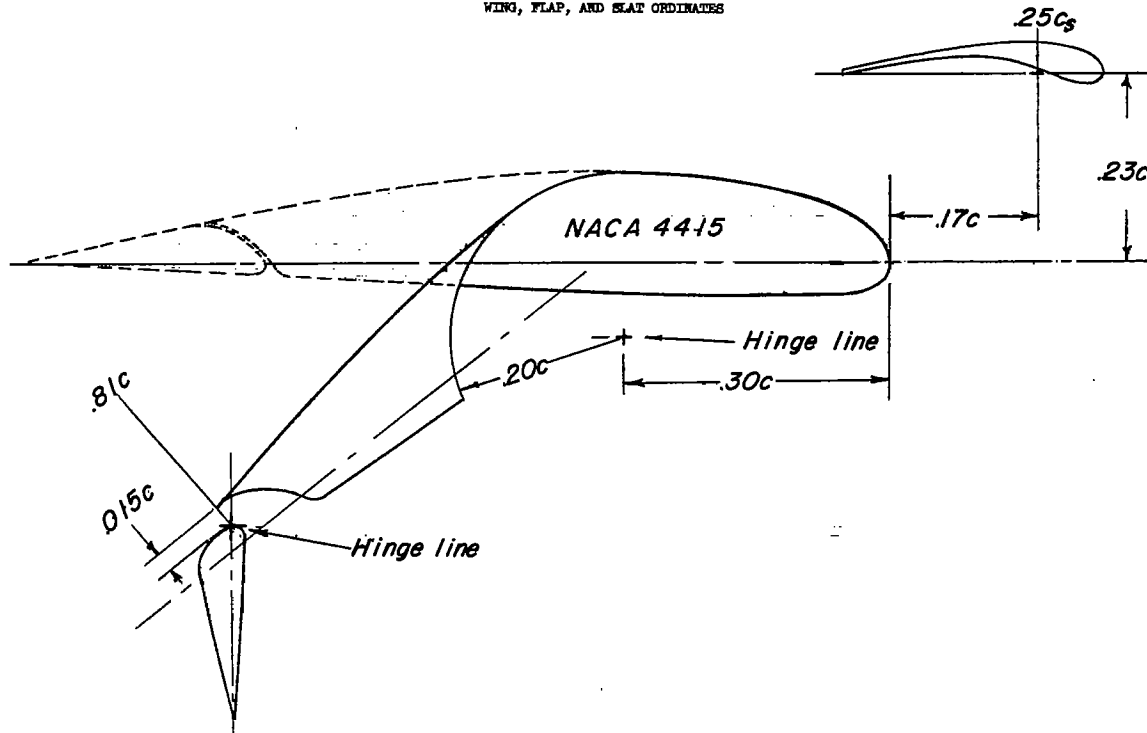 WING, FLAP, AND SLAT ORDINATES
.25cs
.23c
.17c
NACA 4415
Hinge line
.20c
.30c
.81c
.015c
Hinge line